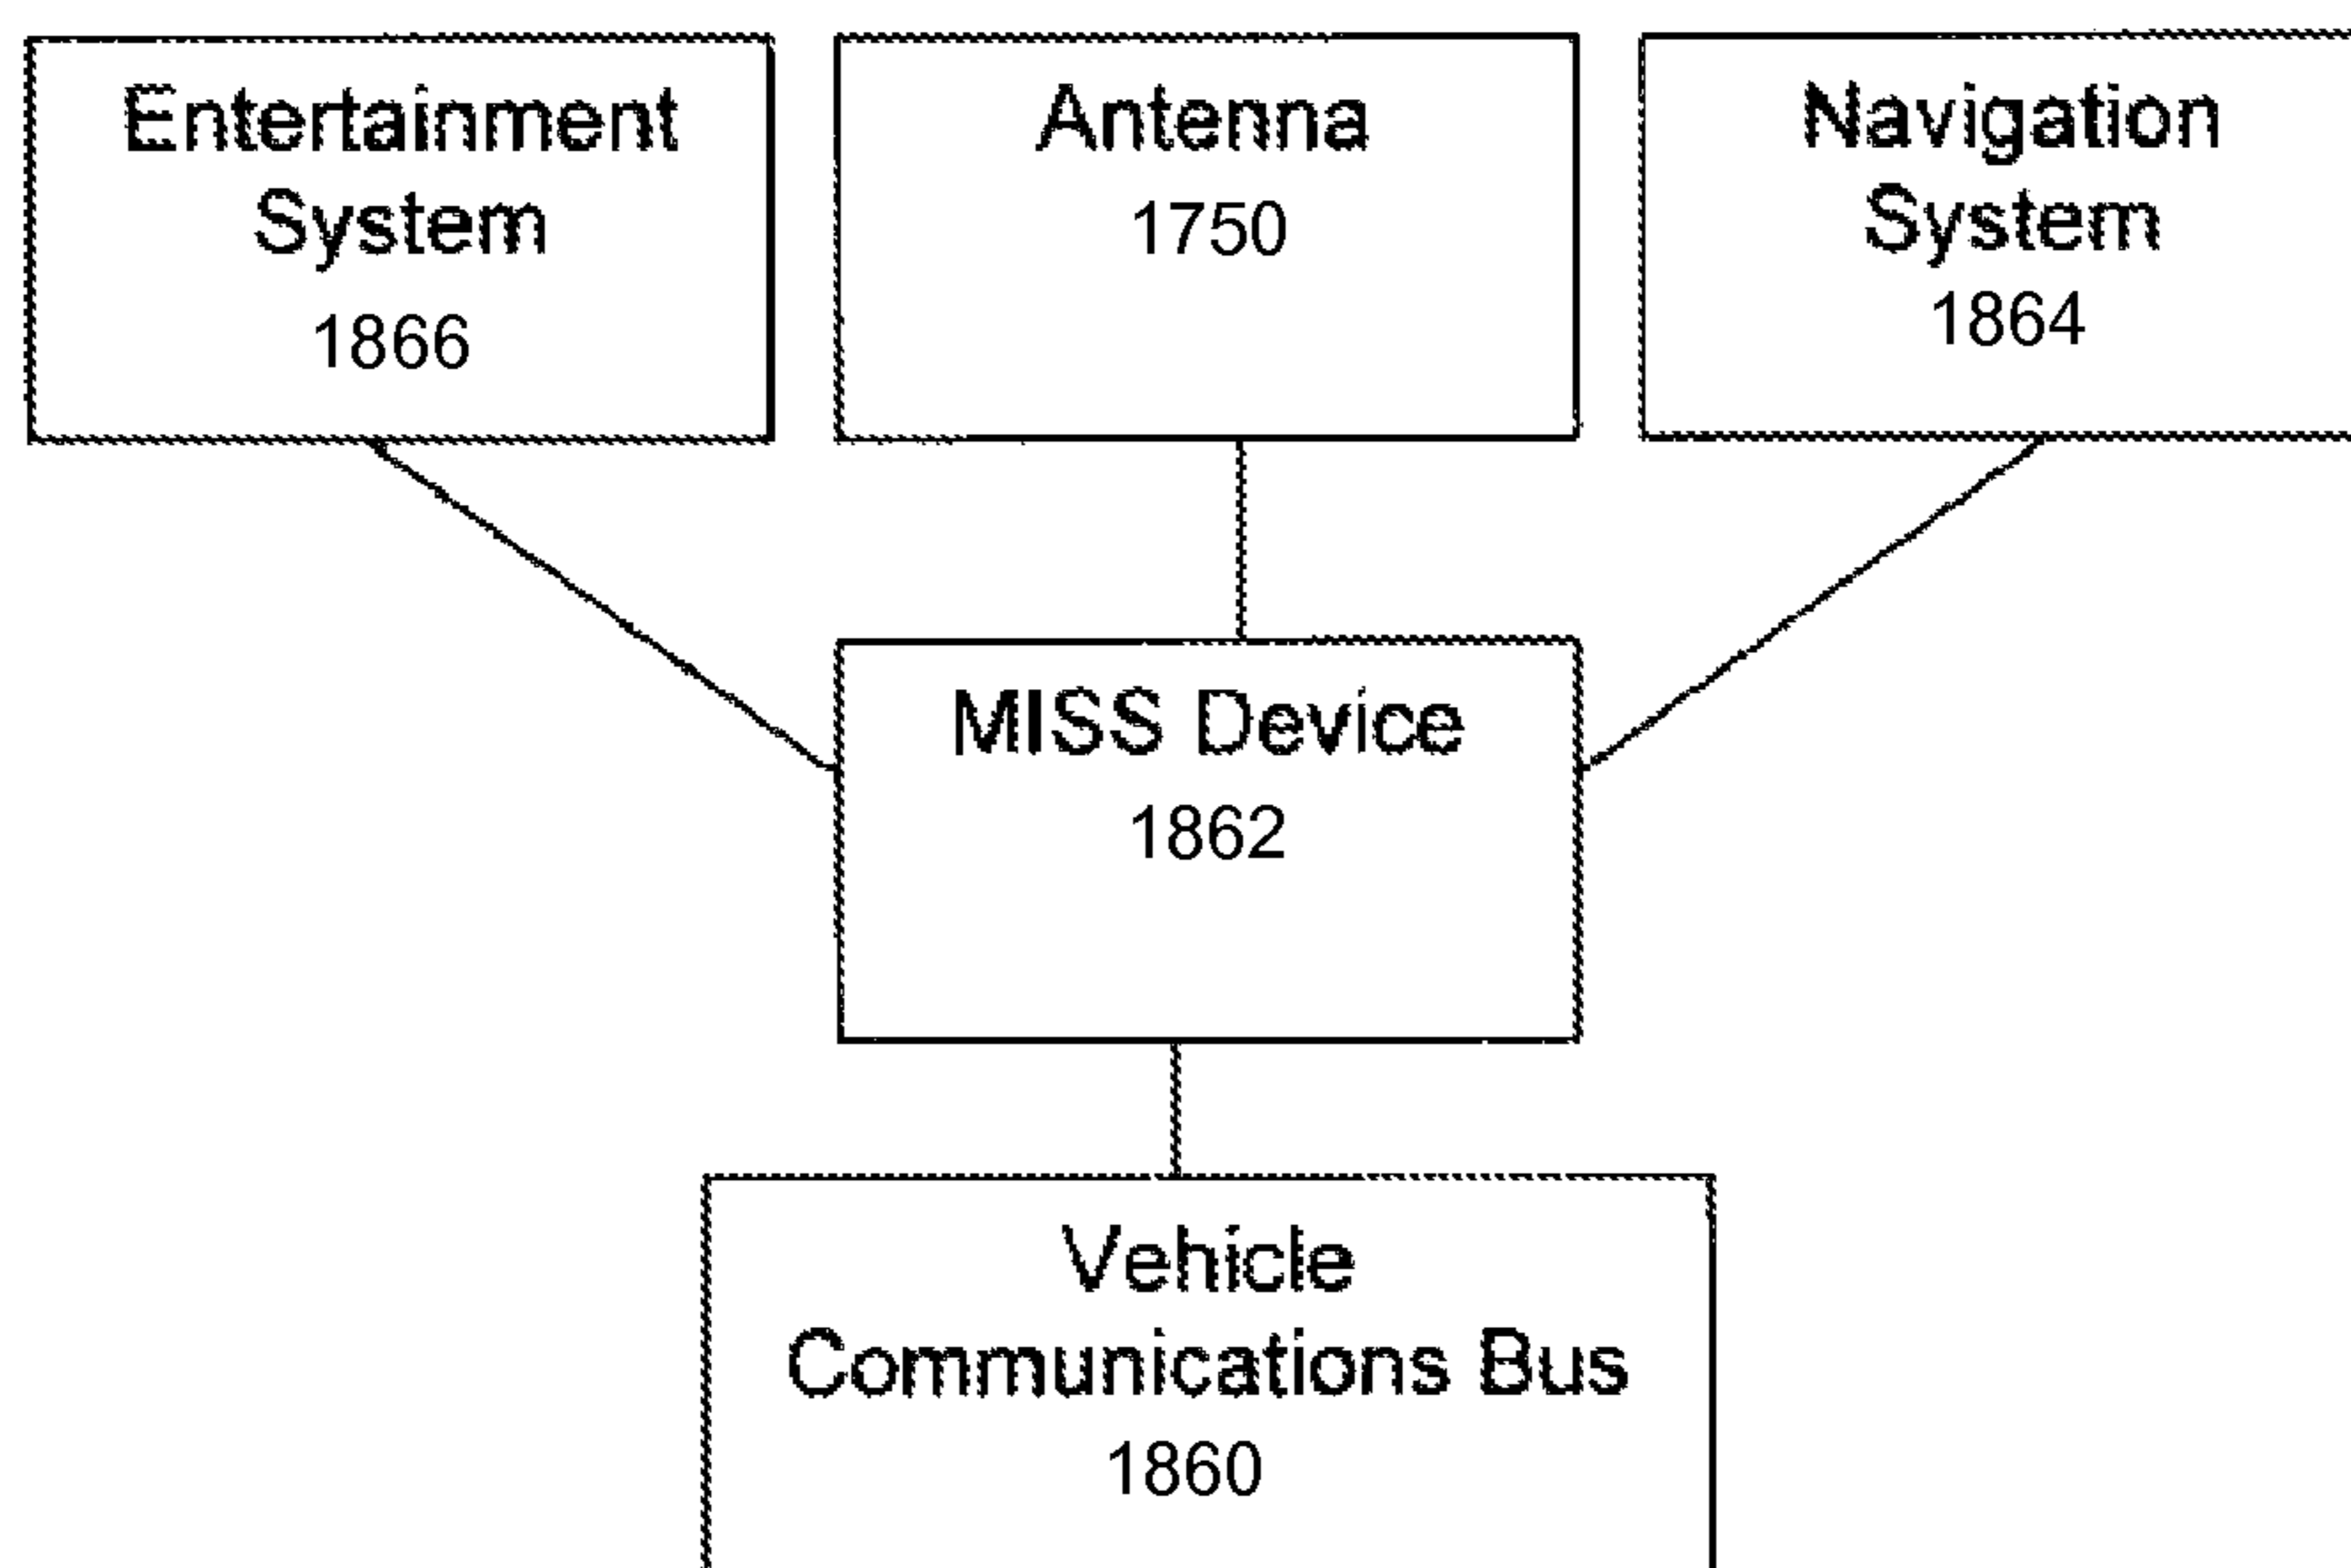 Entertainment
System
1866
Antenna
1750
Navigation
System
1864
MISS Device
1862
Vehicle
Communications Bus
1860